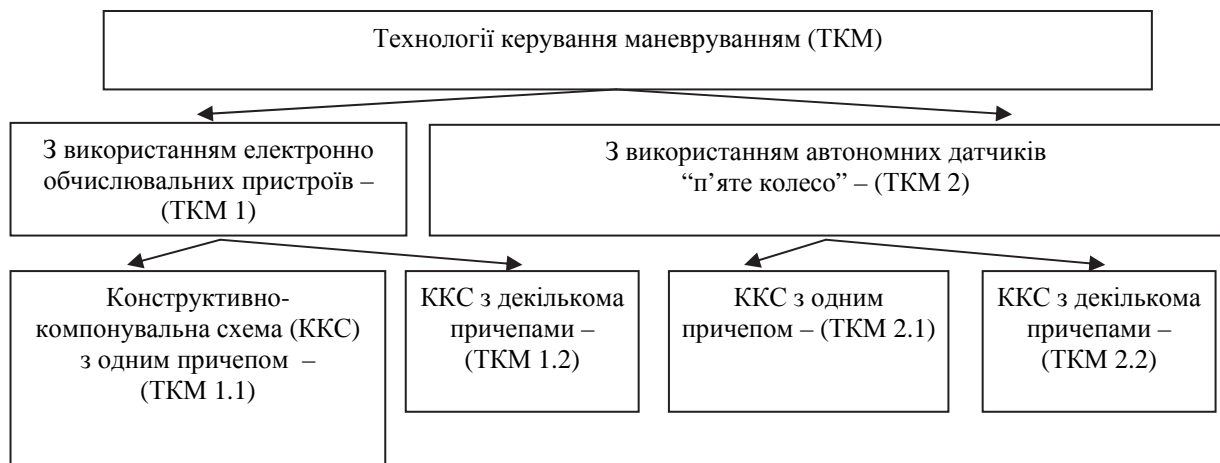 Технології керування маневруванням (ТКМ)
З використанням електронно
обчислювальних пристроїв –
(ТКМ 1)
З використанням автономних датчиків
“п’яте колесо” – (ТКМ 2)
Конструктивно-
компонувальна схема (ККС)
з одним причепом –
(ТКМ 1.1)
ККС з декількома
причепами –
(ТКМ 1.2)
ККС з одним
причепом – (ТКМ 2.1)
ККС з декількома
причепами –
(ТКМ 2.2)